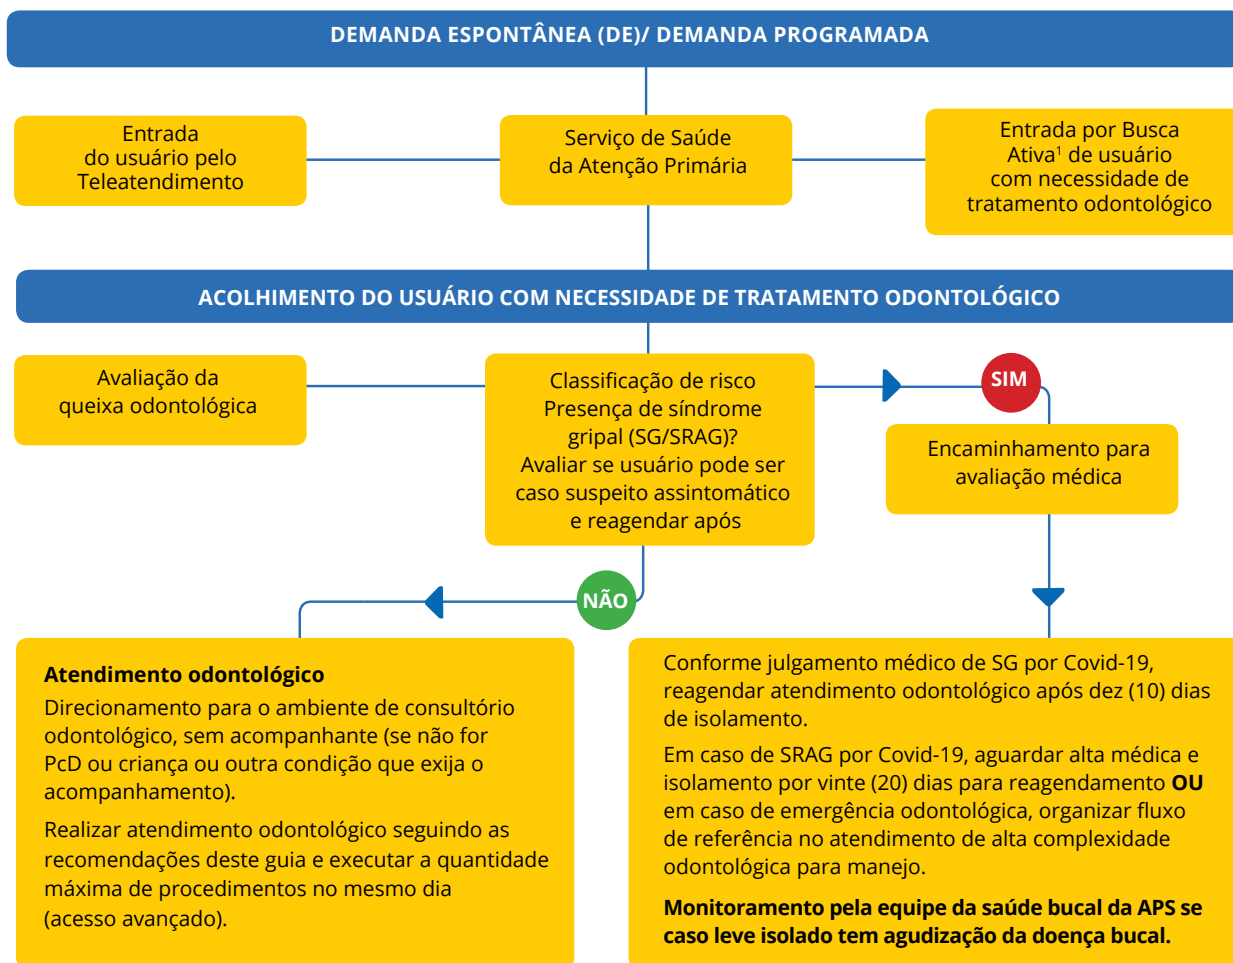 DEMANDA ESPONTÂNEA (DE)/ DEMANDA PROGRAMADA
Entrada
do usuário pelo
Teleatendimento
Serviço de Saúde
da Atenção Primária
Entrada por Busca
Ativa¹ de usuário
com necessidade de
tratamento odontológico
ACOLHIMENTO DO USUÁRIO COM NECESSIDADE DE TRATAMENTO ODONTOLÓGICO
Avaliação da
queixa odontológica
Classificação de risco
Presença de síndrome
gripal (SG/SRAG)?
Avaliar se usuário pode ser
caso suspeito assintomático
e reagendar após
SIM
Encaminhamento para
avaliação médica
NÃO
Atendimento odontológico
Direcionamento para o ambiente de consultório
odontológico, sem acompanhante (se não for
PcD ou criança ou outra condição que exija o
acompanhamento).
Realizar atendimento odontológico seguindo as
recomendações deste guia e executar a quantidade
máxima de procedimentos no mesmo dia
(acesso avançado).
Conforme julgamento médico de SG por Covid-19,
reagendar atendimento odontológico após dez (10) dias
de isolamento.
Em caso de SRAG por Covid-19, aguardar alta médica e
isolamento por vinte (20) dias para reagendamento OU
em caso de emergência odontológica, organizar fluxo
de referência no atendimento de alta complexidade
odontológica para manejo.
Monitoramento pela equipe da saúde bucal da APS se
caso leve isolado tem agudização da doença bucal.